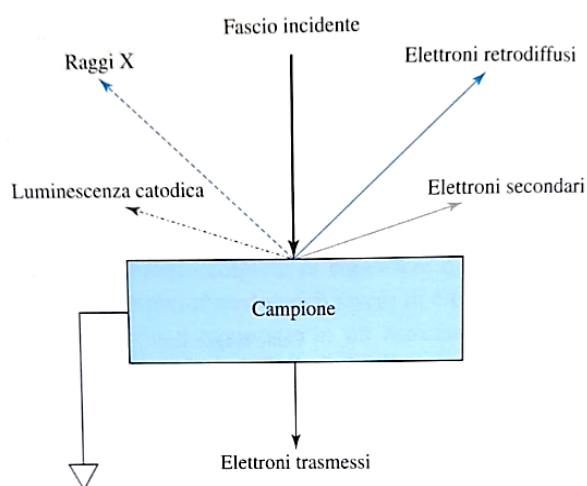 Fascio incidente
Raggi X
Elettroni retrodiffusi
Luminescenza catodica
Elettroni secondari
Campione
Elettroni trasmessi